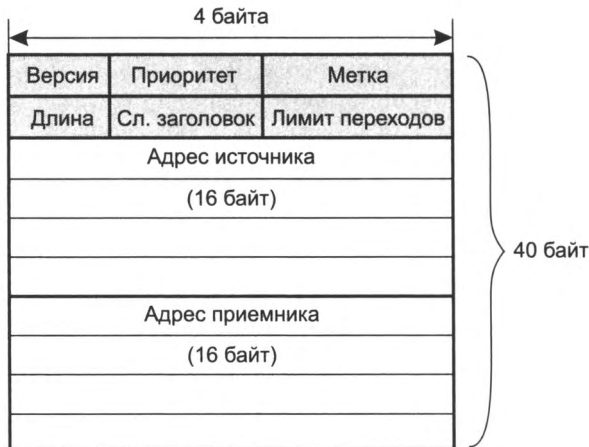 4 байта
Версия Приоритет Метка
Длина Сл. заголовок Лимит переходов
Адрес источника
(16 байт)
40 байт
Адрес приемника
(16 байт)